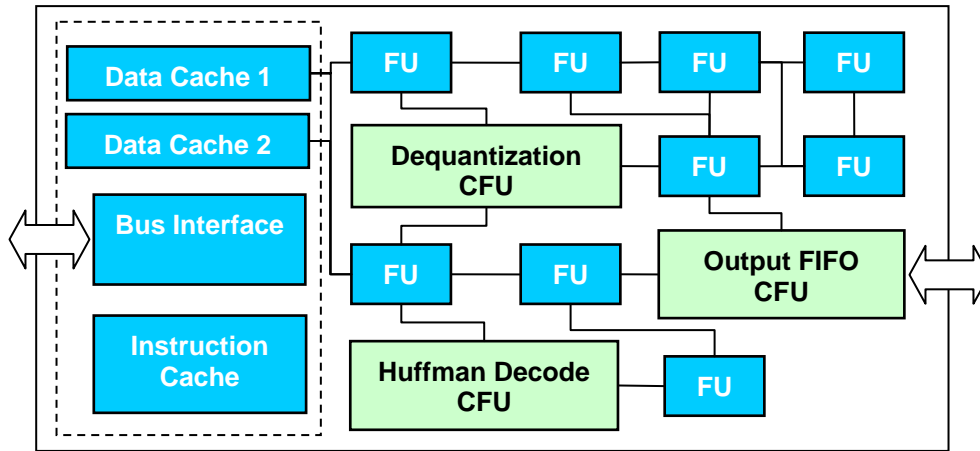 Data Cache 1
FU
FU
FU
FU
Data Cache 2
Dequantization
CFU
FU
FU
Bus Interface
FU
FU
Output FIFO
CFU
Instruction
Cache
Huffman Decode
CFU
FU